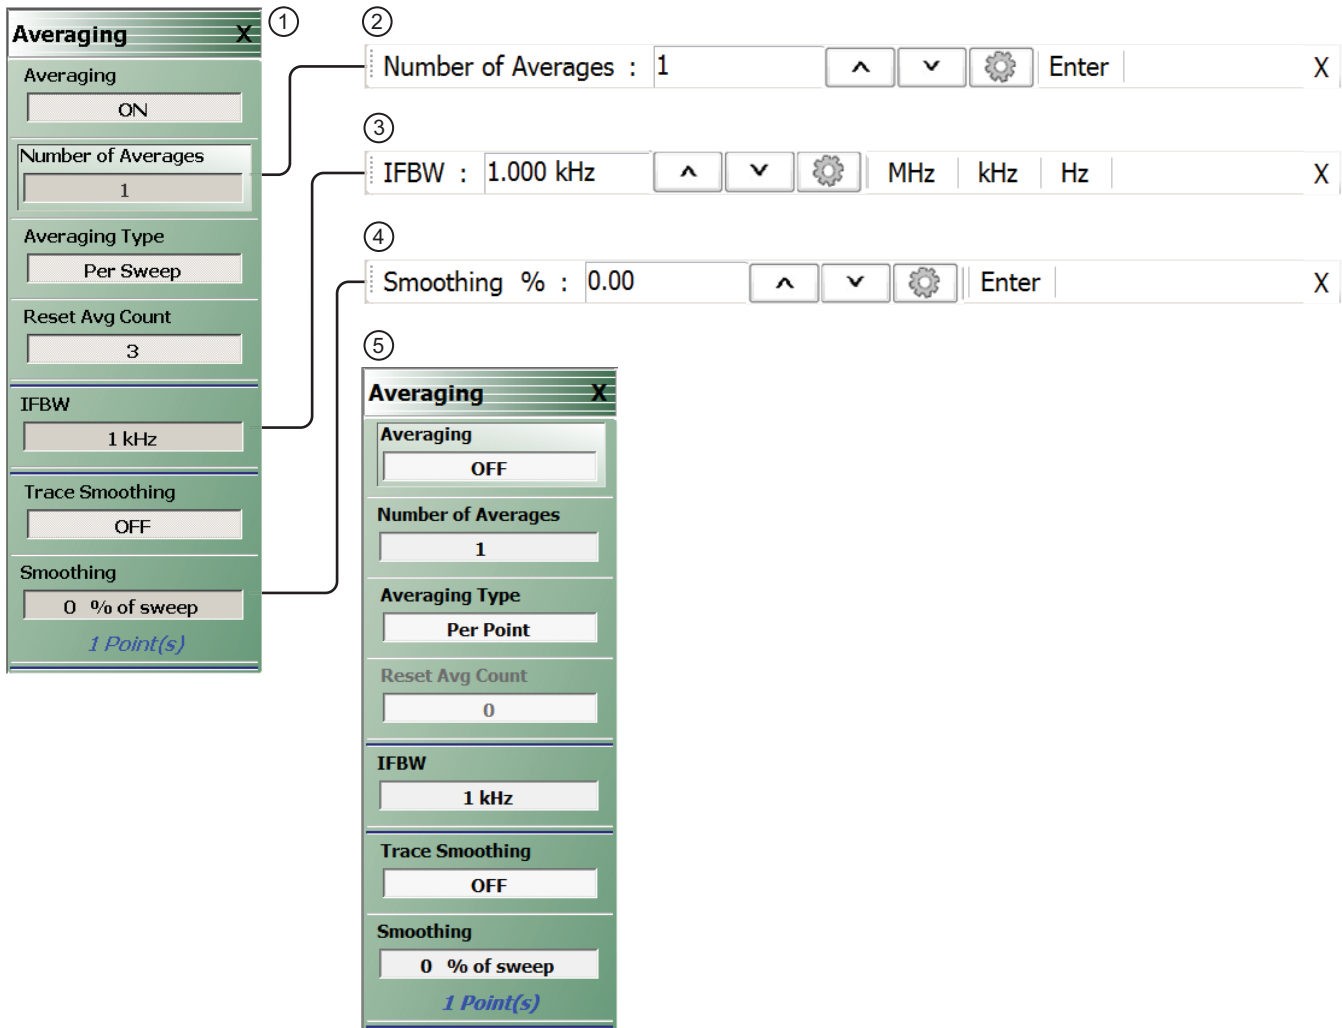 Averaging X
①
Averaging
ON
Number of Averages
1
Averaging Type
Per Sweep
Reset Avg Count
3
IFBW
1 kHz
Trace Smoothing
OFF
Smoothing
0 % of sweep
1 Point(s)
②
Number of Averages : 1 ^ ˅ Enter X
③
IFBW : 1.000 kHz ^ ˅ MHz kHz Hz X
④
Smoothing % : 0.00 ^ ˅ Enter X
⑤
Averaging X
Averaging
OFF
Number of Averages
1
Averaging Type
Per Point
Reset Avg Count
0
IFBW
1 kHz
Trace Smoothing
OFF
Smoothing
0 % of sweep
1 Point(s)